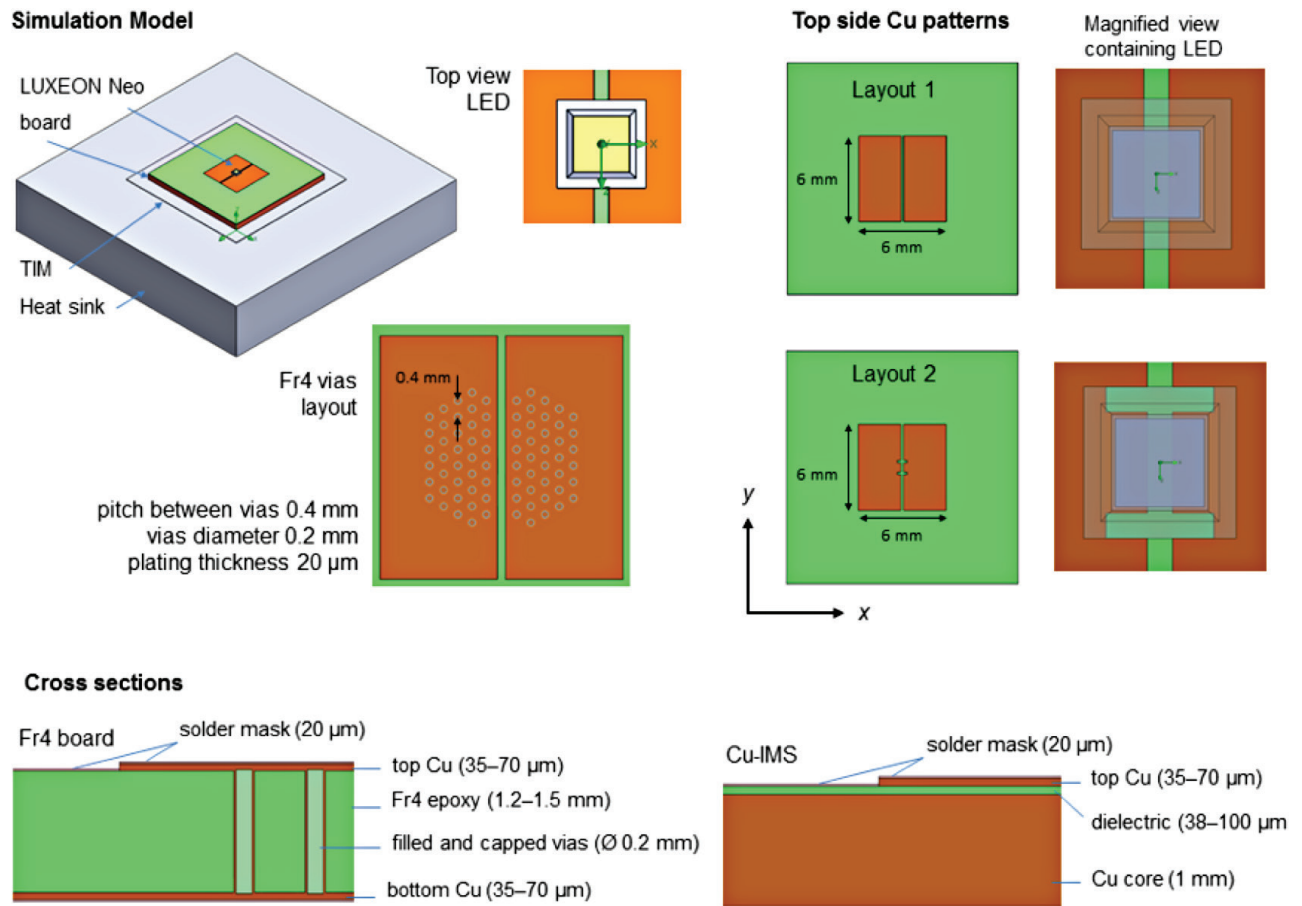 Simulation Model
LUXEON Neo
board
TIM
Heat sink
Top view
LED
X
Z
Fr4 vias
layout
0.4 mm
pitch between vias 0.4 mm
vias diameter 0.2 mm
plating thickness 20 µm
Top side Cu patterns
Magnified view
containing LED
Layout 1
6 mm
6 mm
Layout 2
6 mm
6 mm
y
x
Cross sections
Fr4 board
solder mask (20 µm)
top Cu (35–70 µm)
Fr4 epoxy (1.2–1.5 mm)
filled and capped vias (Ø 0.2 mm)
bottom Cu (35–70 µm)
Cu-IMS
solder mask (20 µm)
top Cu (35–70 µm)
dielectric (38–100 µm
Cu core (1 mm)